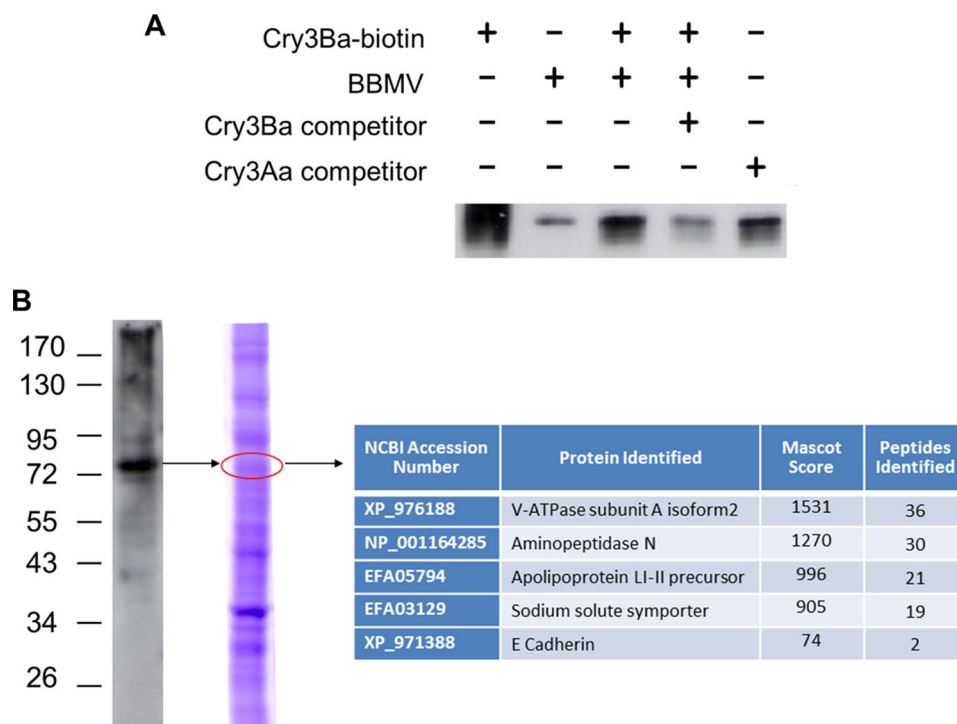 A
Cry3Ba-biotin + − + + −
BBMV − + + + −
Cry3Ba competitor − − − + −
Cry3Aa competitor − − − − +
B
170
130
95
72
55
43
34
26
NCBI Accession Number Protein Identified Mascot Score Peptides Identified
XP_976188 V-ATPase subunit A isoform2 1531 36
NP_001164285 Aminopeptidase N 1270 30
EFA05794 Apolipoprotein LI-II precursor 996 21
EFA03129 Sodium solute symporter 905 19
XP_971388 E Cadherin 74 2